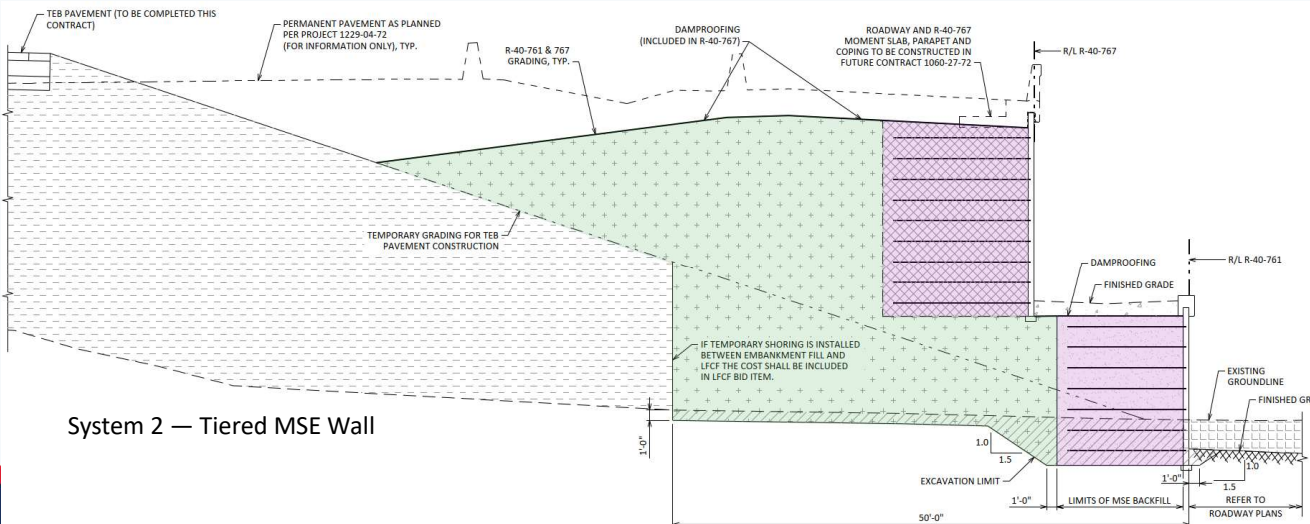 TEB PAVEMENT (TO BE COMPLETED THIS
CONTRACT)
PERMANENT PAVEMENT AS PLANNED
PER PROJECT 1229-04-72
(FOR INFORMATION ONLY), TYP.
R-40-761 & 767
GRADING, TYP.
DAMPROOFING
(INCLUDED IN R-40-767)
ROADWAY AND R-40-767
MOMENT SLAB, PARAPET AND
COPING TO BE CONSTRUCTED IN
FUTURE CONTRACT 1060-27-72
R/L R-40-767
TEMPORARY GRADING FOR TEB
PAVEMENT CONSTRUCTION
R/L R-40-761
DAMPROOFING
FINISHED GRADE
IF TEMPORARY SHORING IS INSTALLED
BETWEEN EMBANKMENT FILL AND
LFCF THE COST SHALL BE INCLUDED
IN LFCF BID ITEM.
EXISTING
GROUNDLINE
FINISHED GR
System 2 — Tiered MSE Wall
1'-0"
1.0
1.5
EXCAVATION LIMIT
1.0
1.5
1'-0"
1'-0"
LIMITS OF MSE BACKFILL
REFER TO
ROADWAY PLANS
50'-0"